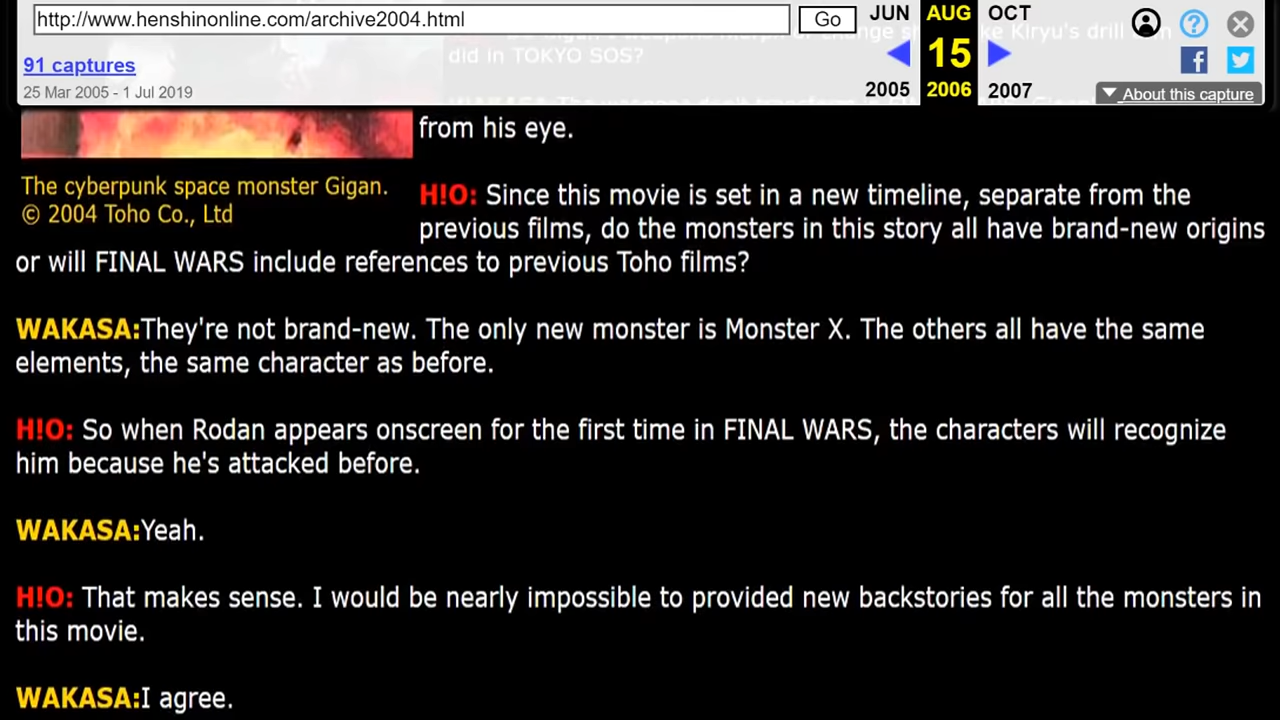 http://www.henshinonline.com/archive2004.html
Go
JUN
AUG
OCT
91 captures
15
25 Mar 2005 - 1 Jul 2019
2005
2006
2007
About this capture
did in TOKYO SOS?
from his eye.
The cyberpunk space monster Gigan.
© 2004 Toho Co., Ltd
H!O: Since this movie is set in a new timeline, separate from the
previous films, do the monsters in this story all have brand-new origins
or will FINAL WARS include references to previous Toho films?
WAKASA:They're not brand-new. The only new monster is Monster X. The others all have the same
elements, the same character as before.
H!O: So when Rodan appears onscreen for the first time in FINAL WARS, the characters will recognize
him because he's attacked before.
WAKASA:Yeah.
H!O: That makes sense. I would be nearly impossible to provided new backstories for all the monsters in
this movie.
WAKASA:I agree.